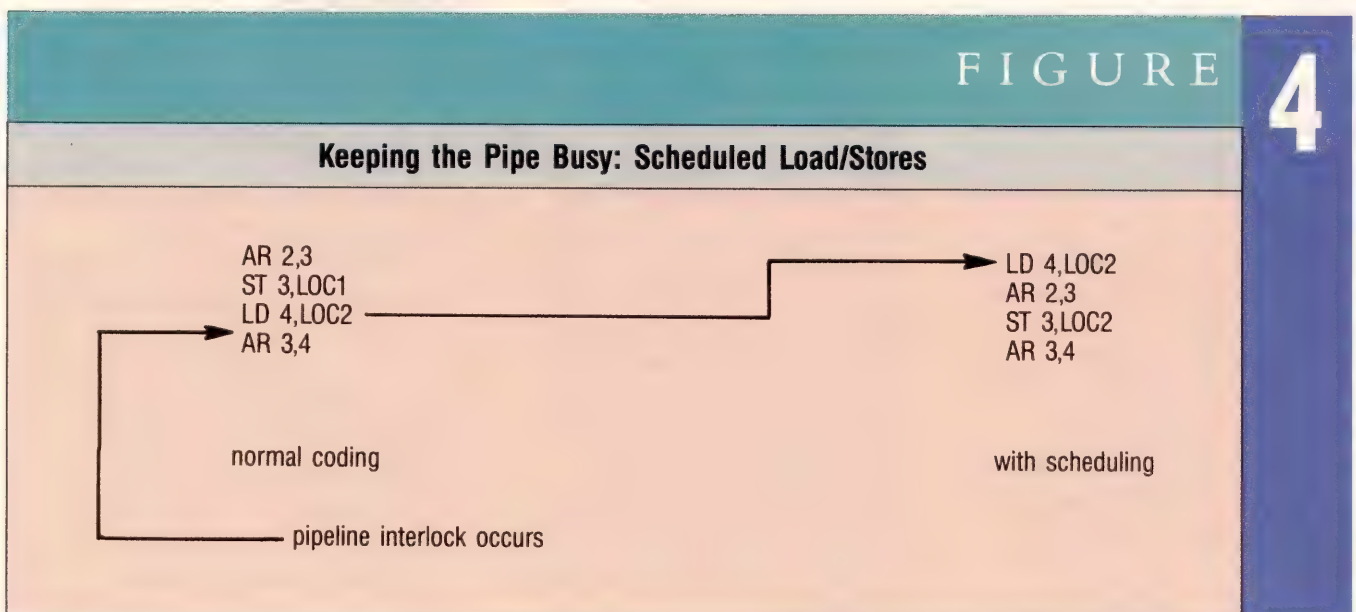 FIGURE 4
Keeping the Pipe Busy: Scheduled Load/Stores
AR 2,3
ST 3,LOC1
LD 4,LOC2
AR 3,4
normal coding
pipeline interlock occurs
LD 4,LOC2
AR 2,3
ST 3,LOC2
AR 3,4
with scheduling